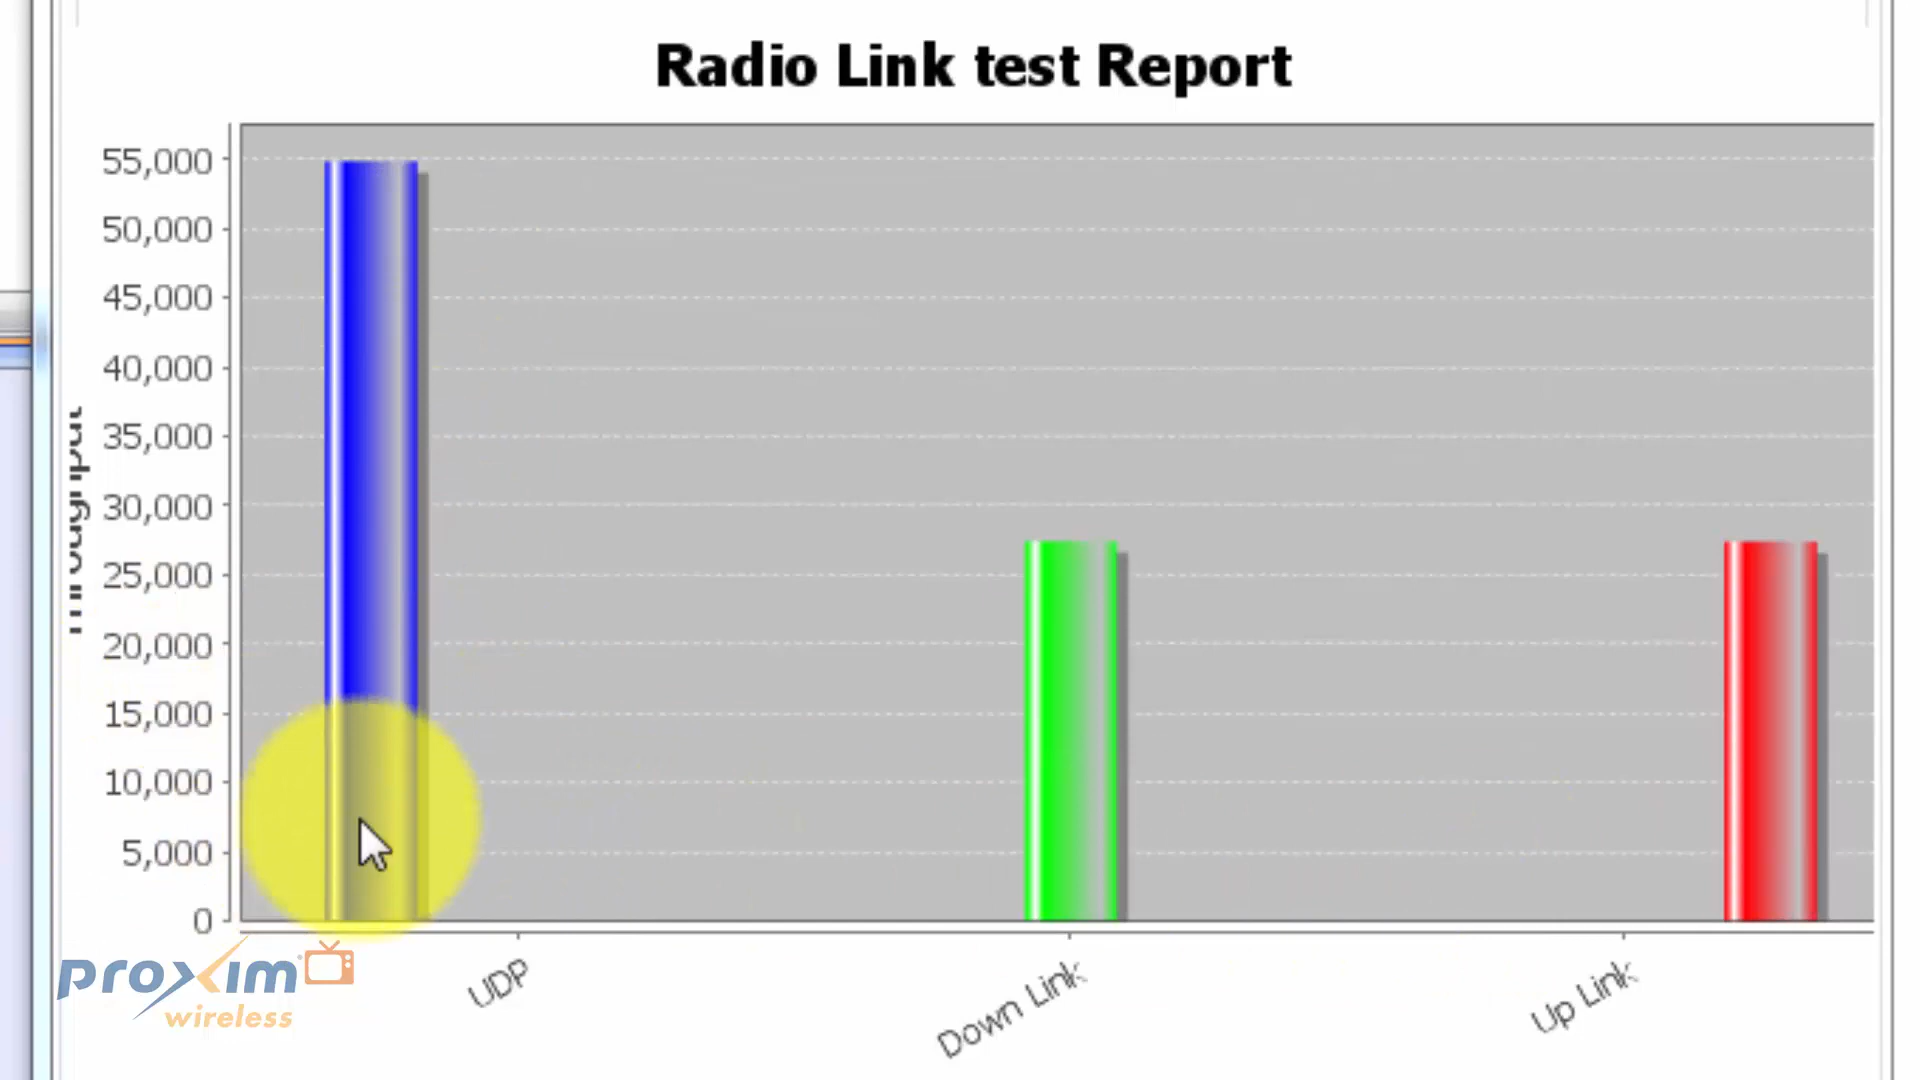 Radio Link test Report
55,000
50,000
45,000
40,000
35,000
30,000
25,000
20,000
15,000
10,000
5,000
0
Throughput
UDP
Down Link
Up Link
proxim
wireless